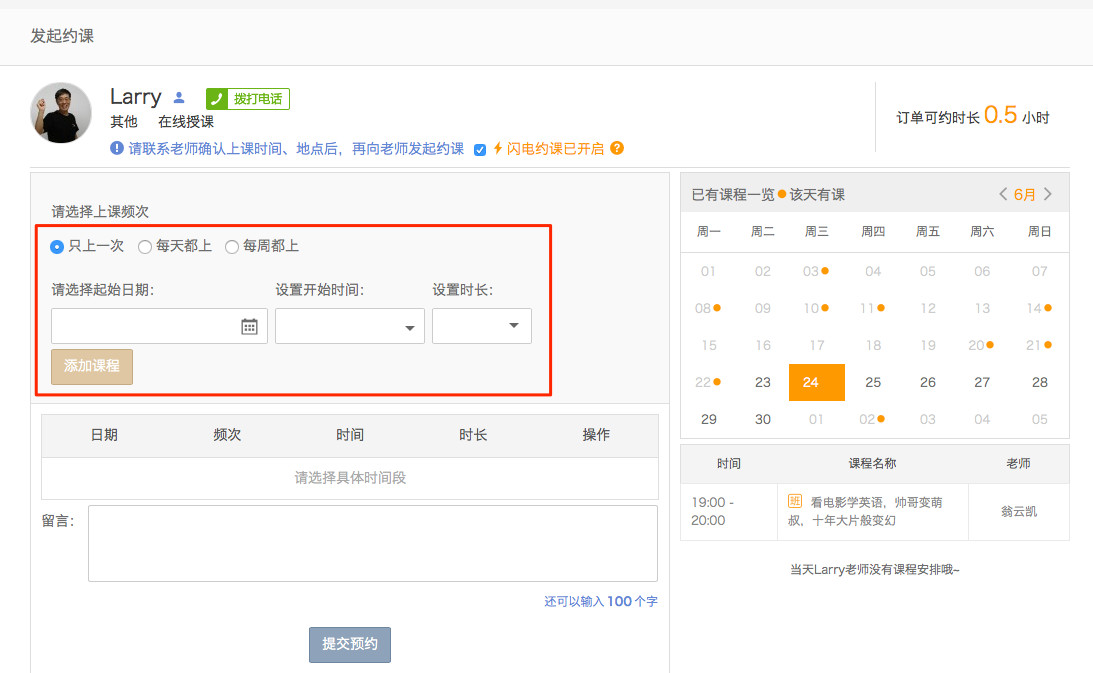 发起约课
Larry 拨打电话
其他 在线授课
请联系老师确认上课时间、地点后，再向老师发起约课 闪电约课已开启 ?
订单可约时长 0.5 小时
请选择上课频次
只上一次 每天都上 每周都上
请选择起始日期： 设置开始时间： 设置时长：
添加课程
日期 频次 时间 时长 操作
请选择具体时间段
留言：
还可以输入 100 个字
提交预约
已有课程一览 该天有课 6月
周一 周二 周三 周四 周五 周六 周日
01 02 03 04 05 06 07
08 09 10 11 12 13 14
15 16 17 18 19 20 21
22 23 24 25 26 27 28
29 30 01 02 03 04 05
时间 课程名称 老师
19:00 -
20:00
班 看电影学英语，帅哥变萌
叔，十年大片般变幻
翁云凯
当天Larry老师没有课程安排哦~